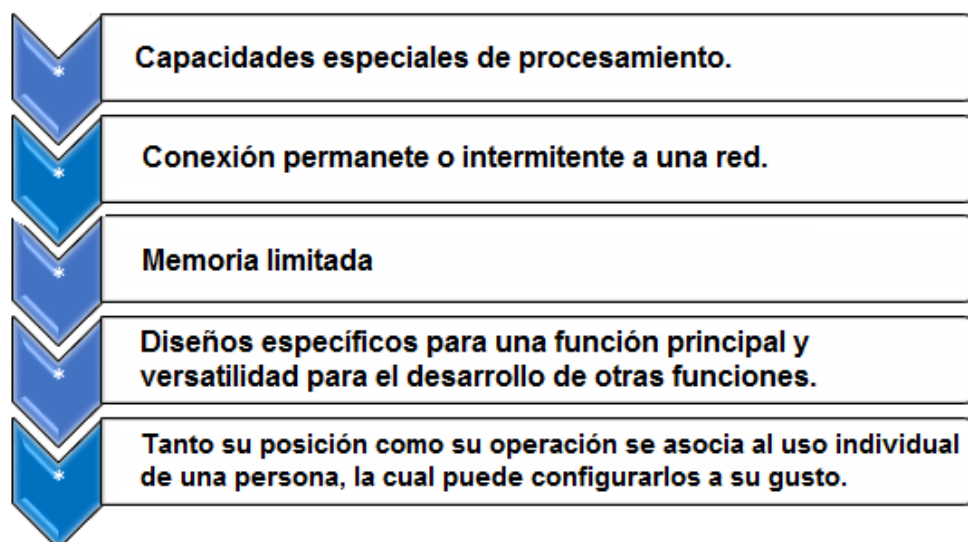 * Capacidades especiales de procesamiento.
* Conexión permanete o intermitente a una red.
* Memoria limitada
* Diseños específicos para una función principal y
versatilidad para el desarrollo de otras funciones.
* Tanto su posición como su operación se asocia al uso individual
de una persona, la cual puede configurarlos a su gusto.